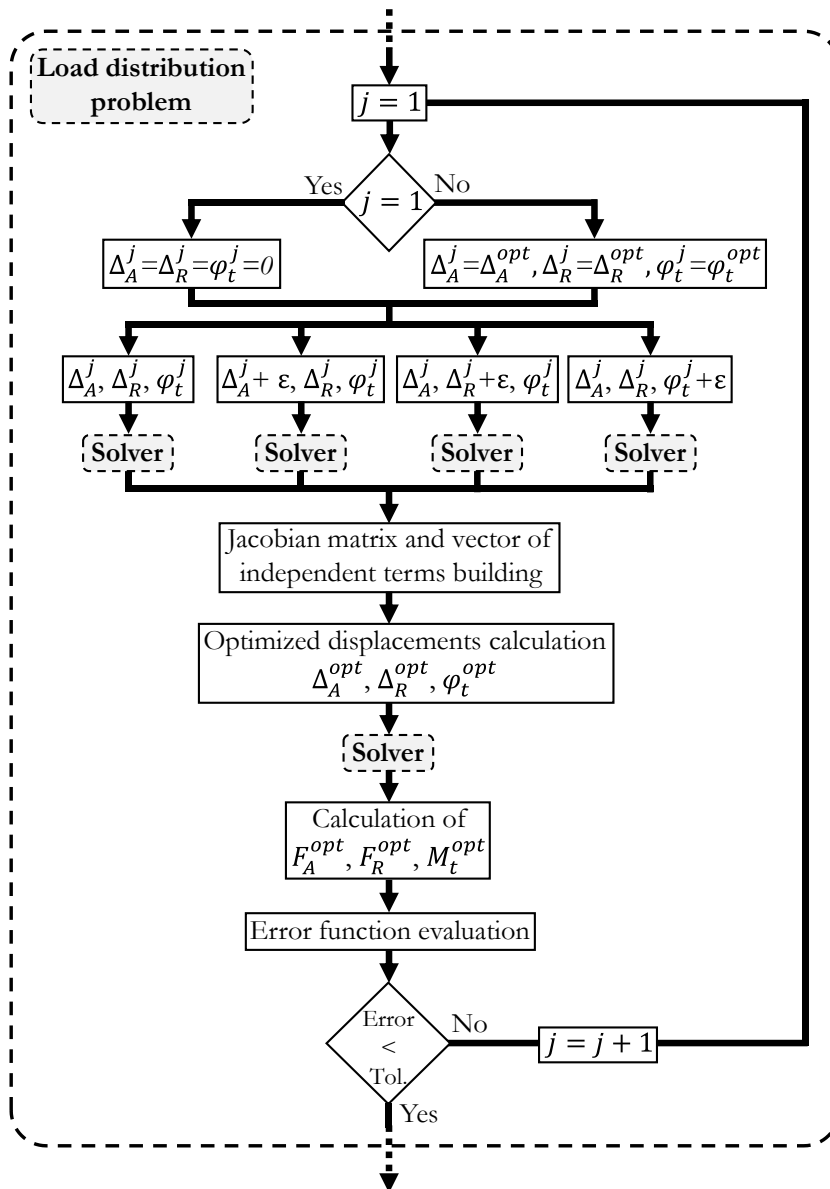 Load distribution
problem
j = 1
Yes
No
j = 1
Δ_A^j=Δ_R^j=φ_t^j=0
Δ_A^j=Δ_A^opt, Δ_R^j=Δ_R^opt, φ_t^j=φ_t^opt
Δ_A^j, Δ_R^j, φ_t^j
Δ_A^j+ ε, Δ_R^j, φ_t^j
Δ_A^j, Δ_R^j+ε, φ_t^j
Δ_A^j, Δ_R^j, φ_t^j+ε
Solver
Solver
Solver
Solver
Jacobian matrix and vector of
independent terms building
Optimized displacements calculation
Δ_A^opt, Δ_R^opt, φ_t^opt
Solver
Calculation of
F_A^opt, F_R^opt, M_t^opt
Error function evaluation
Error
<
Tol.
No
j = j + 1
Yes